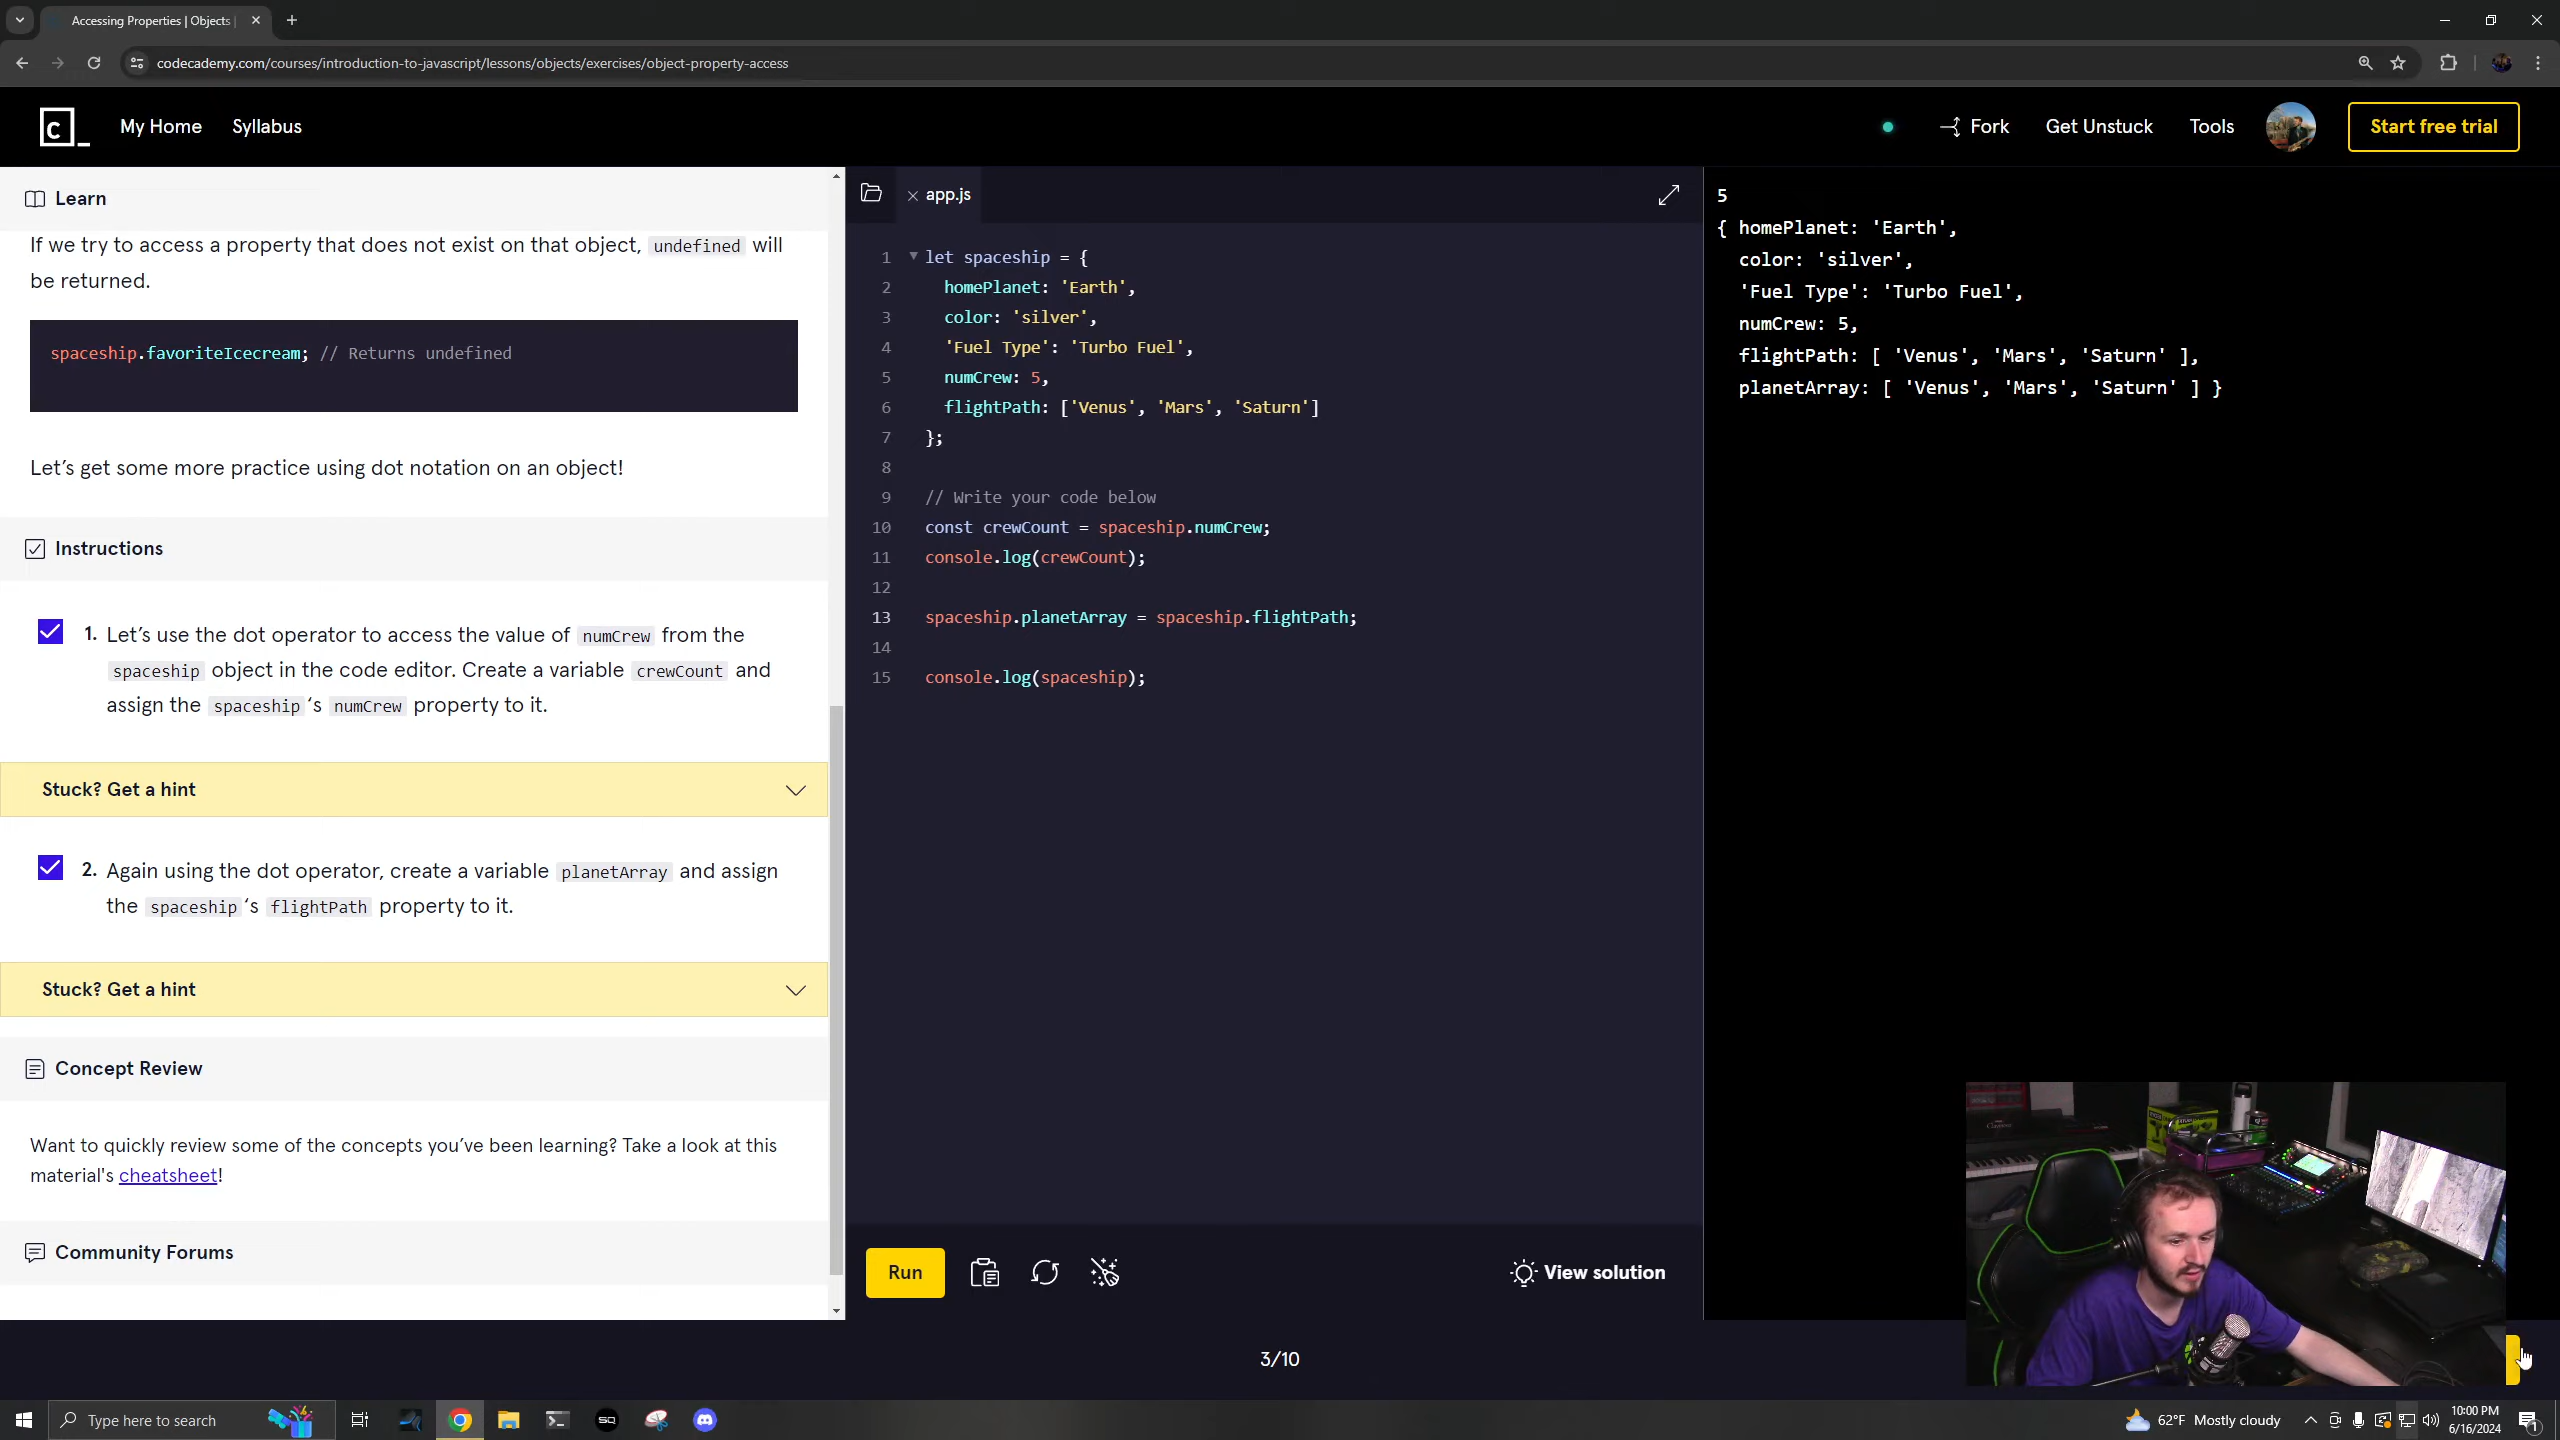 Accessing Properties | Objects |
codecademy.com/courses/introduction-to-javascript/lessons/objects/exercises/object-property-access
My Home
Syllabus
Fork
Get Unstuck
Tools
Start free trial
Learn
If we try to access a property that does not exist on that object, undefined will
be returned.
spaceship.favoriteIcecream; // Returns undefined
Let’s get some more practice using dot notation on an object!
Instructions
1. Let’s use the dot operator to access the value of numCrew from the
spaceship object in the code editor. Create a variable crewCount and
assign the spaceship ‘s numCrew property to it.
Stuck? Get a hint
2. Again using the dot operator, create a variable planetArray and assign
the spaceship ‘s flightPath property to it.
Stuck? Get a hint
Concept Review
Want to quickly review some of the concepts you’ve been learning? Take a look at this
material's cheatsheet!
Community Forums
app.js
1 let spaceship = {
2 homePlanet: 'Earth',
3 color: 'silver',
4 'Fuel Type': 'Turbo Fuel',
5 numCrew: 5,
6 flightPath: ['Venus', 'Mars', 'Saturn']
7 };
8
9 // Write your code below
10 const crewCount = spaceship.numCrew;
11 console.log(crewCount);
12
13 spaceship.planetArray = spaceship.flightPath;
14
15 console.log(spaceship);
Run
View solution
5
{ homePlanet: 'Earth',
color: 'silver',
'Fuel Type': 'Turbo Fuel',
numCrew: 5,
flightPath: [ 'Venus', 'Mars', 'Saturn' ],
planetArray: [ 'Venus', 'Mars', 'Saturn' ] }
3/10
Type here to search
SQ
62°F Mostly cloudy
10:00 PM
6/16/2024
1